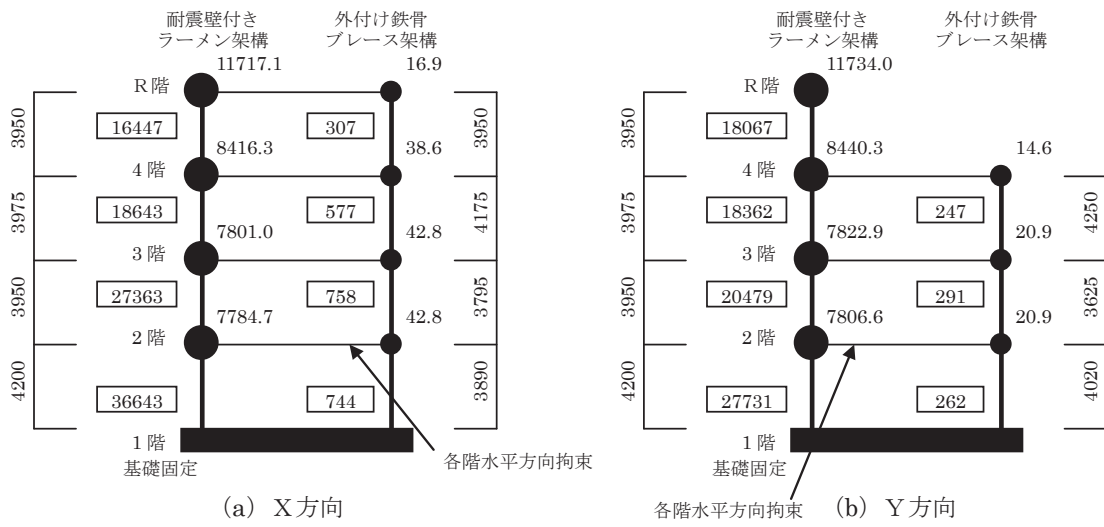 耐震壁付き
ラーメン架構
外付け鉄骨
ブレース架構
11717.1
16.9
R階
3950
16447
307
3950
8416.3
38.6
4階
3975
18643
577
4175
7801.0
42.8
3階
3950
27363
758
3795
7784.7
42.8
2階
4200
36643
744
3890
1階
基礎固定
各階水平方向拘束
(a) X方向
耐震壁付き
ラーメン架構
外付け鉄骨
ブレース架構
11734.0
R階
3950
18067
8440.3
14.6
4階
3975
18362
247
4250
7822.9
20.9
3階
3950
20479
291
3625
7806.6
20.9
2階
4200
27731
262
4020
1階
基礎固定
各階水平方向拘束
(b) Y方向